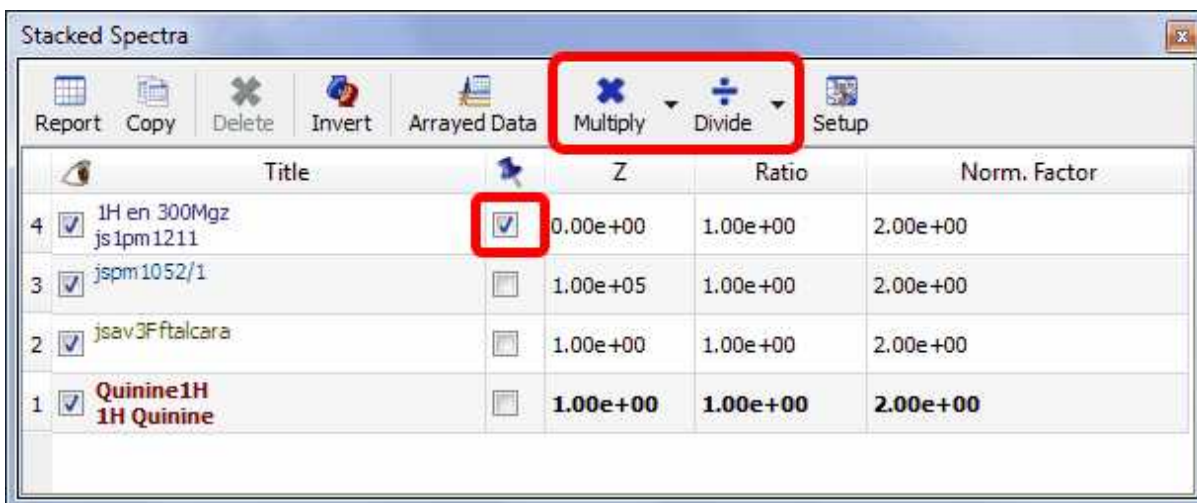 Stacked Spectra
x
Report Copy Delete Invert Arrayed Data Multiply Divide Setup
Title Z Ratio Norm. Factor
4 1H en 300Mgz 0.00e+00 1.00e+00 2.00e+00
js1pm1211
3 jspm1052/1 1.00e+05 1.00e+00 2.00e+00
2 jsav3Fftalcara 1.00e+00 1.00e+00 2.00e+00
1 Quinine1H 1.00e+00 1.00e+00 2.00e+00
1H Quinine